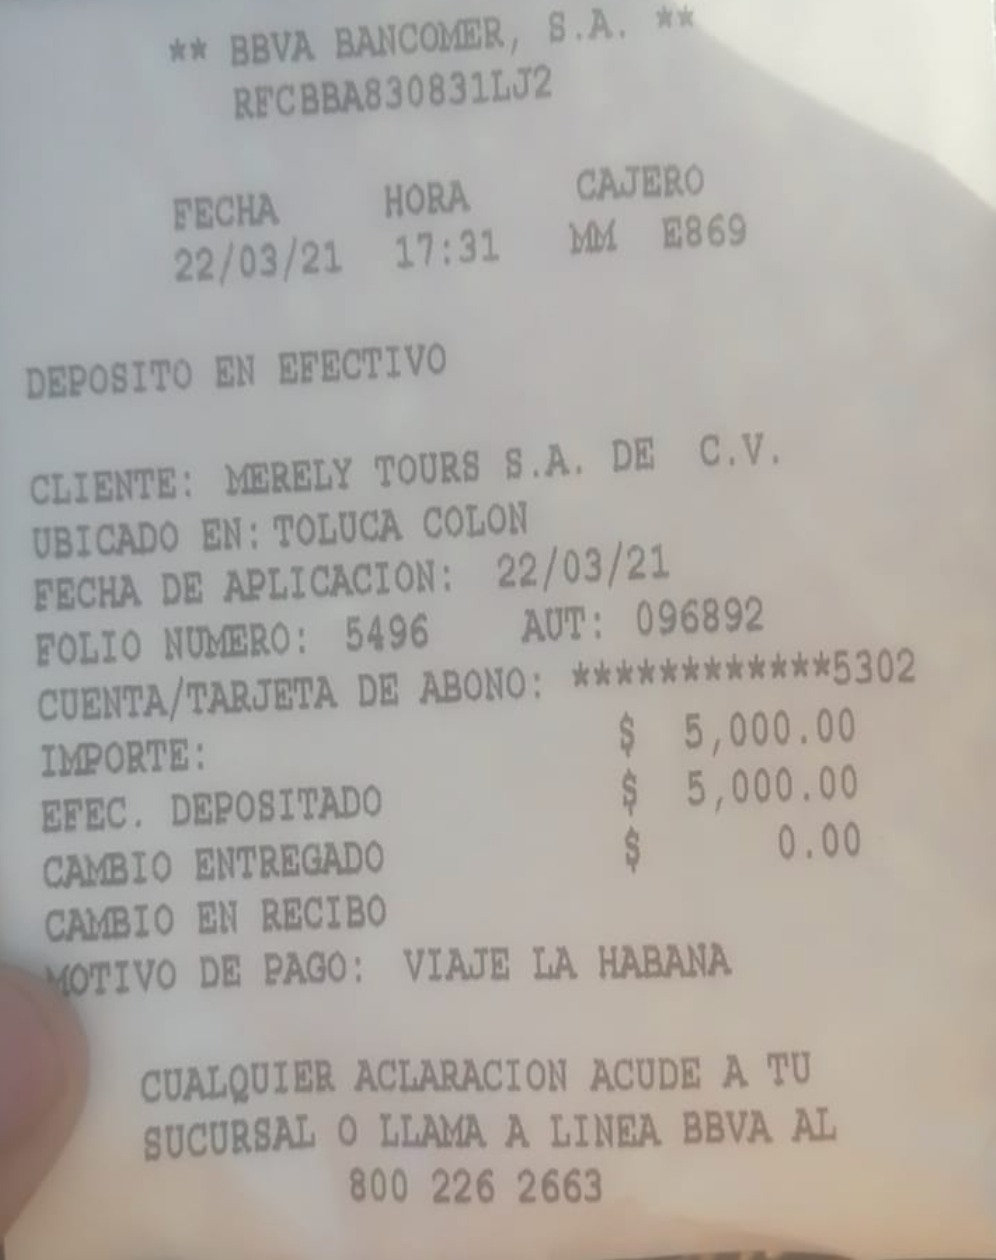 ** BBVA BANCOMER, S.A. **
RFCBBA830831LJ2
FECHA HORA CAJERO
22/03/21 17:31 MM E869
DEPOSITO EN EFECTIVO
CLIENTE: MERELY TOURS S.A. DE C.V.
UBICADO EN: TOLUCA COLON
FECHA DE APLICACION: 22/03/21
FOLIO NUMERO: 5496 AUT: 096892
CUENTA/TARJETA DE ABONO: ************5302
IMPORTE: $ 5,000.00
EFEC. DEPOSITADO $ 5,000.00
CAMBIO ENTREGADO $ 0.00
CAMBIO EN RECIBO
MOTIVO DE PAGO: VIAJE LA HABANA
CUALQUIER ACLARACION ACUDE A TU
SUCURSAL O LLAMA A LINEA BBVA AL
800 226 2663